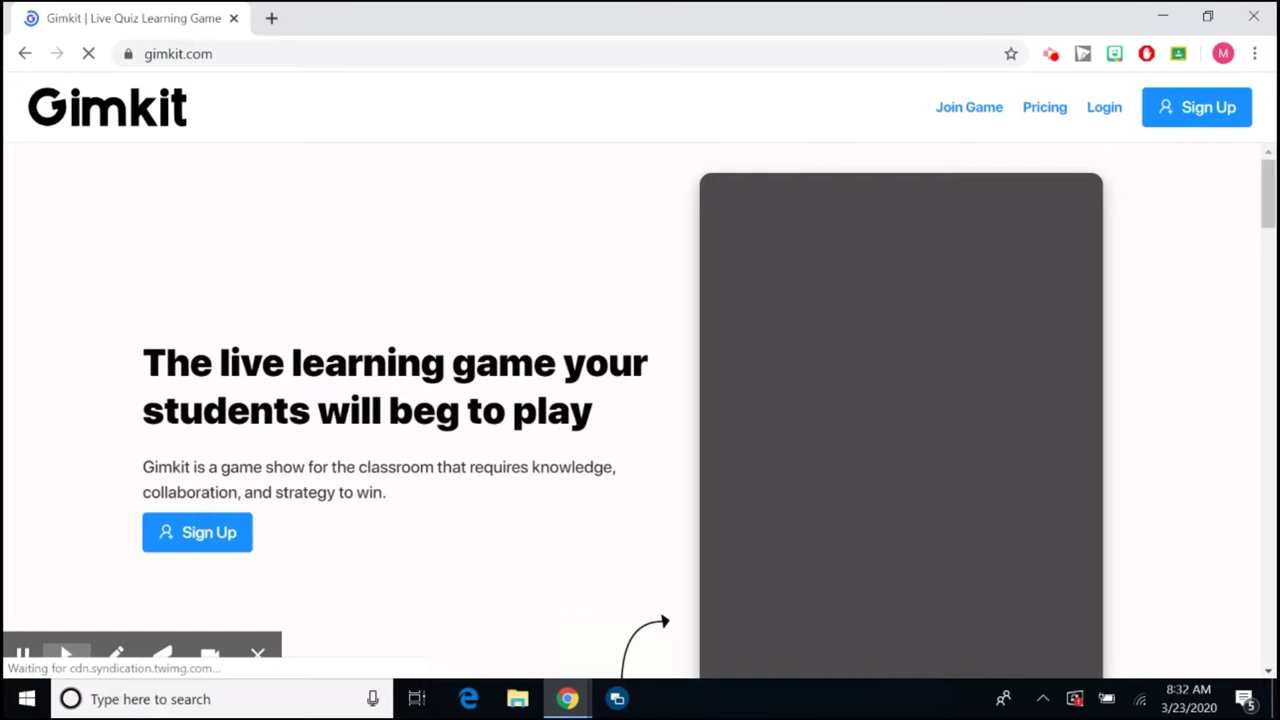 Gimkit | Live Quiz Learning Game
gimkit.com
M
Gimkit
Join Game
Pricing
Login
Sign Up
The live learning game your
students will beg to play
Gimkit is a game show for the classroom that requires knowledge,
collaboration, and strategy to win.
Sign Up
Waiting for cdn.syndication.twimg.com...
Type here to search
8:32 AM
3/23/2020
5